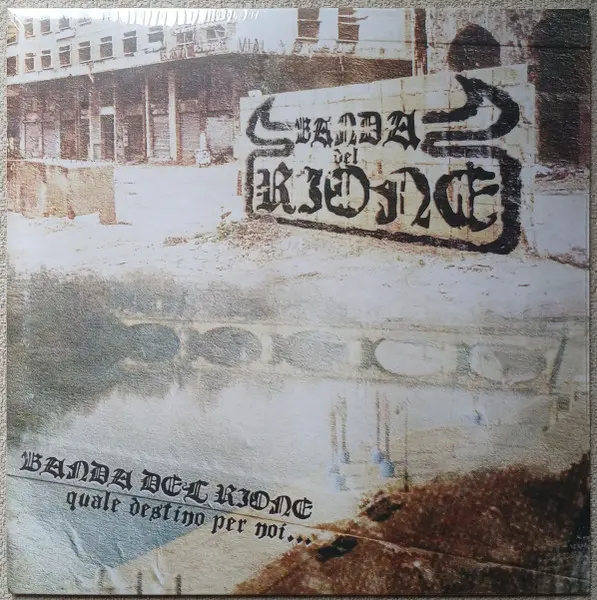 BANDA
del
RIONE
BANDA DEL RIONE
quale destino per noi...